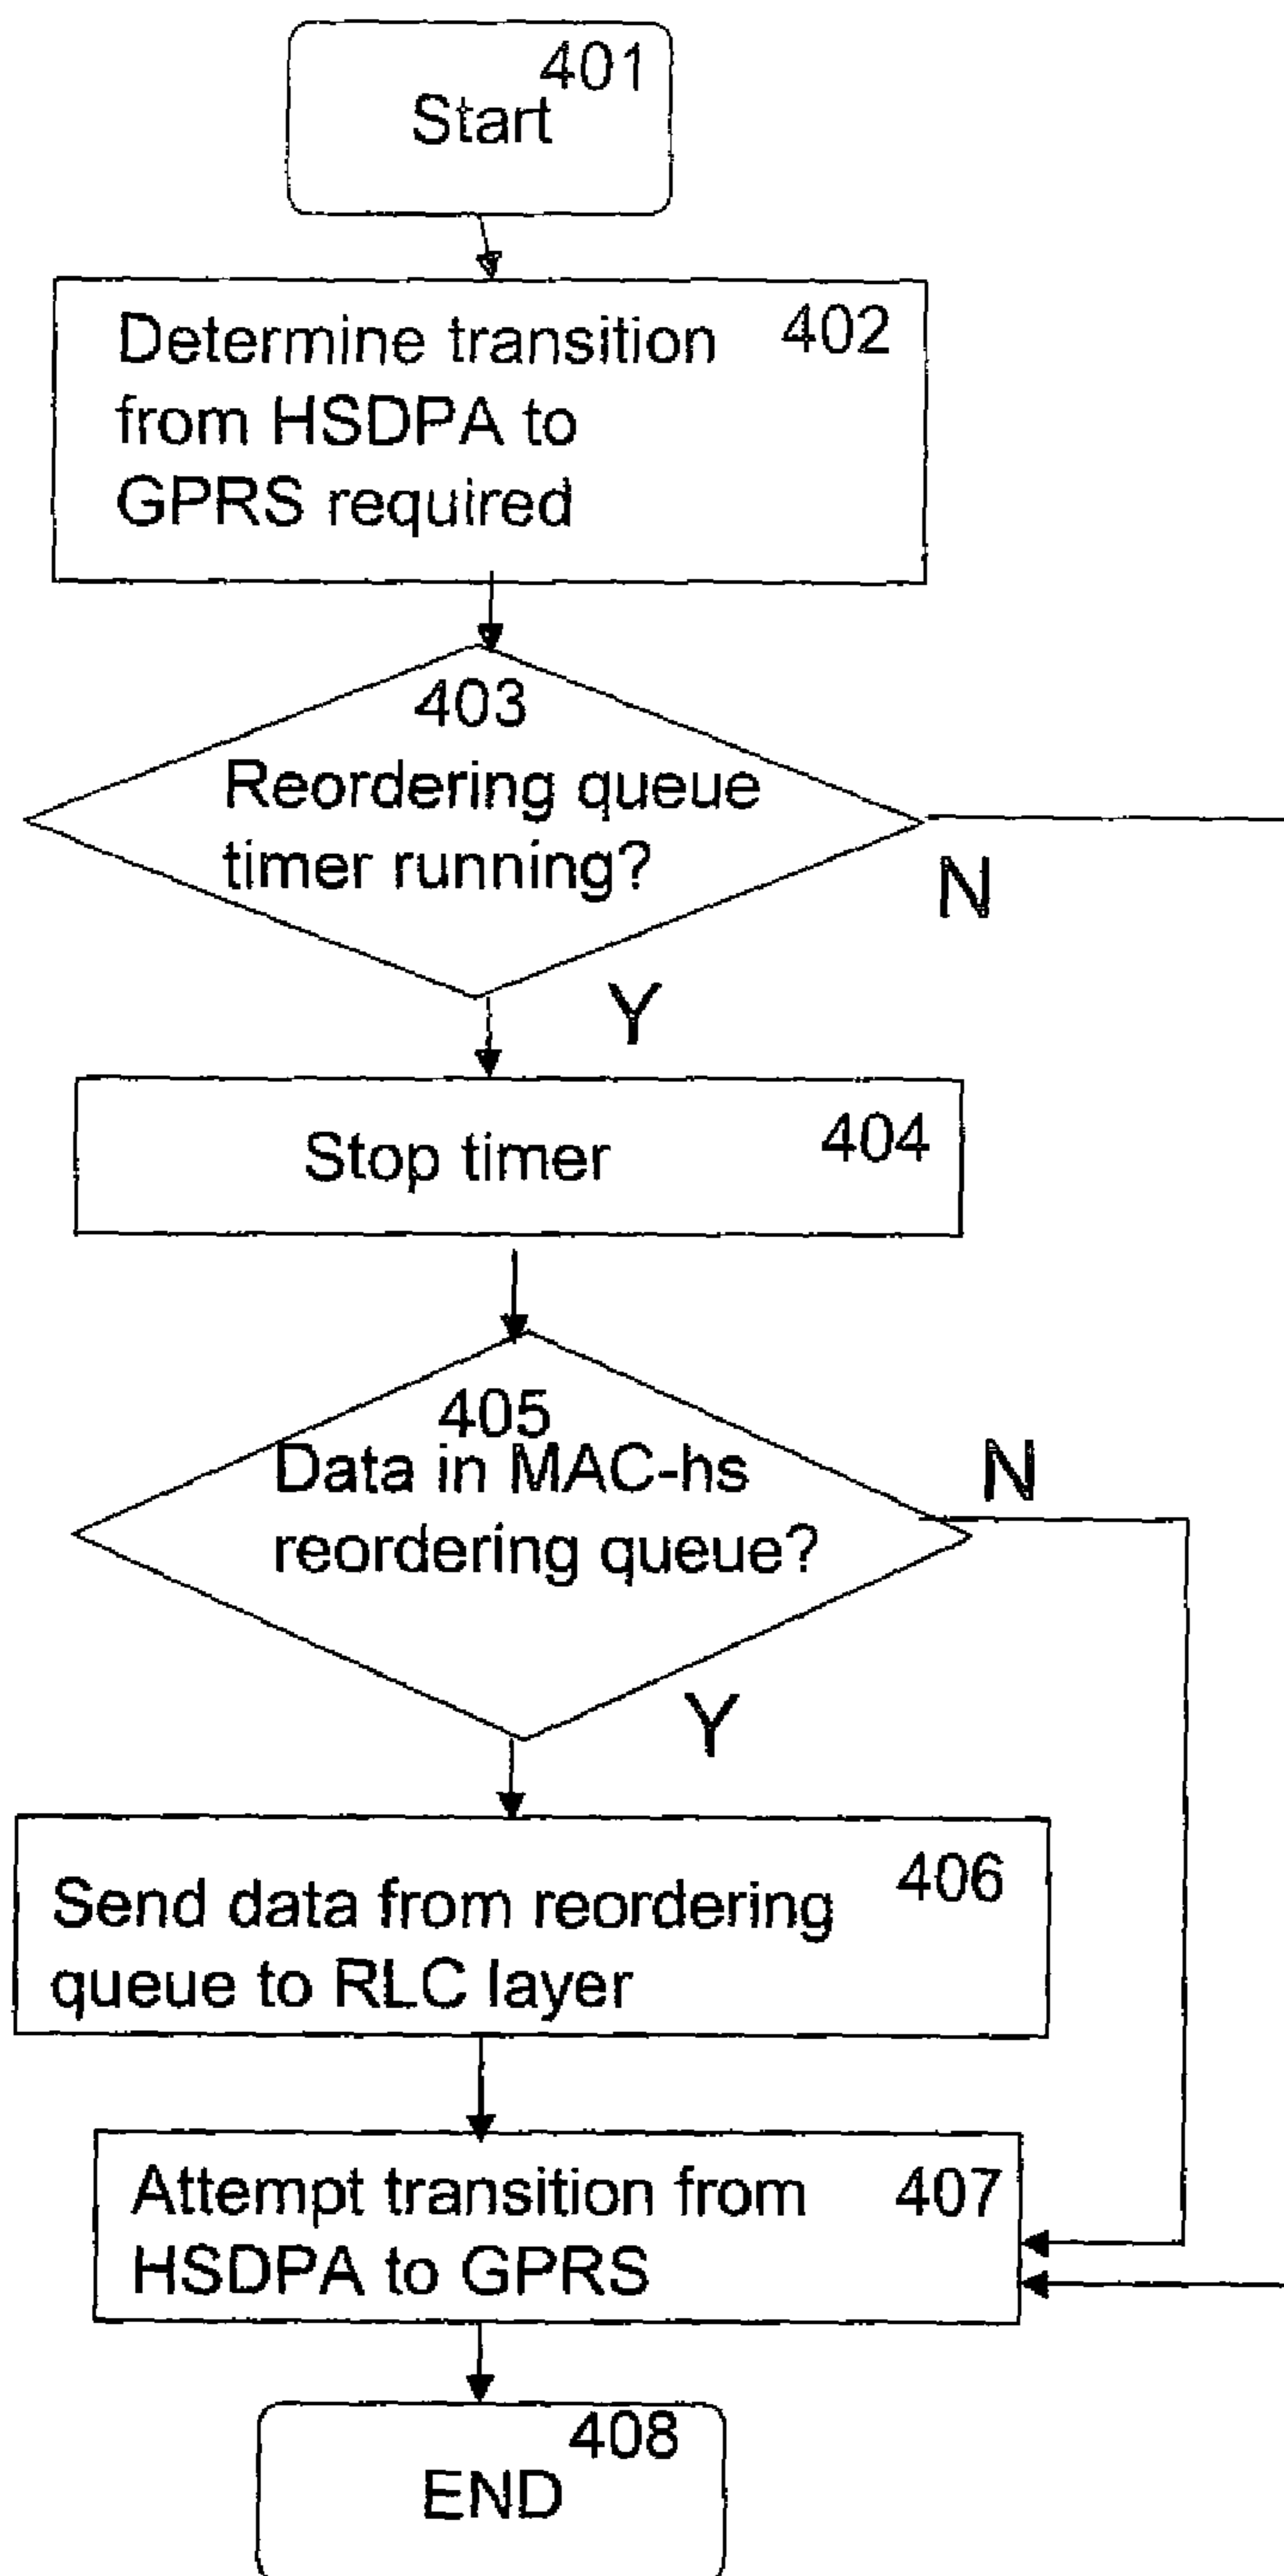 401
Start
402
Determine transition
from HSDPA to
GPRS required
403
Reordering queue
timer running?
N
Y
Stop timer
404
405
Data in MAC-hs
reordering queue?
N
Y
406
Send data from reordering
queue to RLC layer
Attempt transition from
407
HSDPA to GPRS
408
END